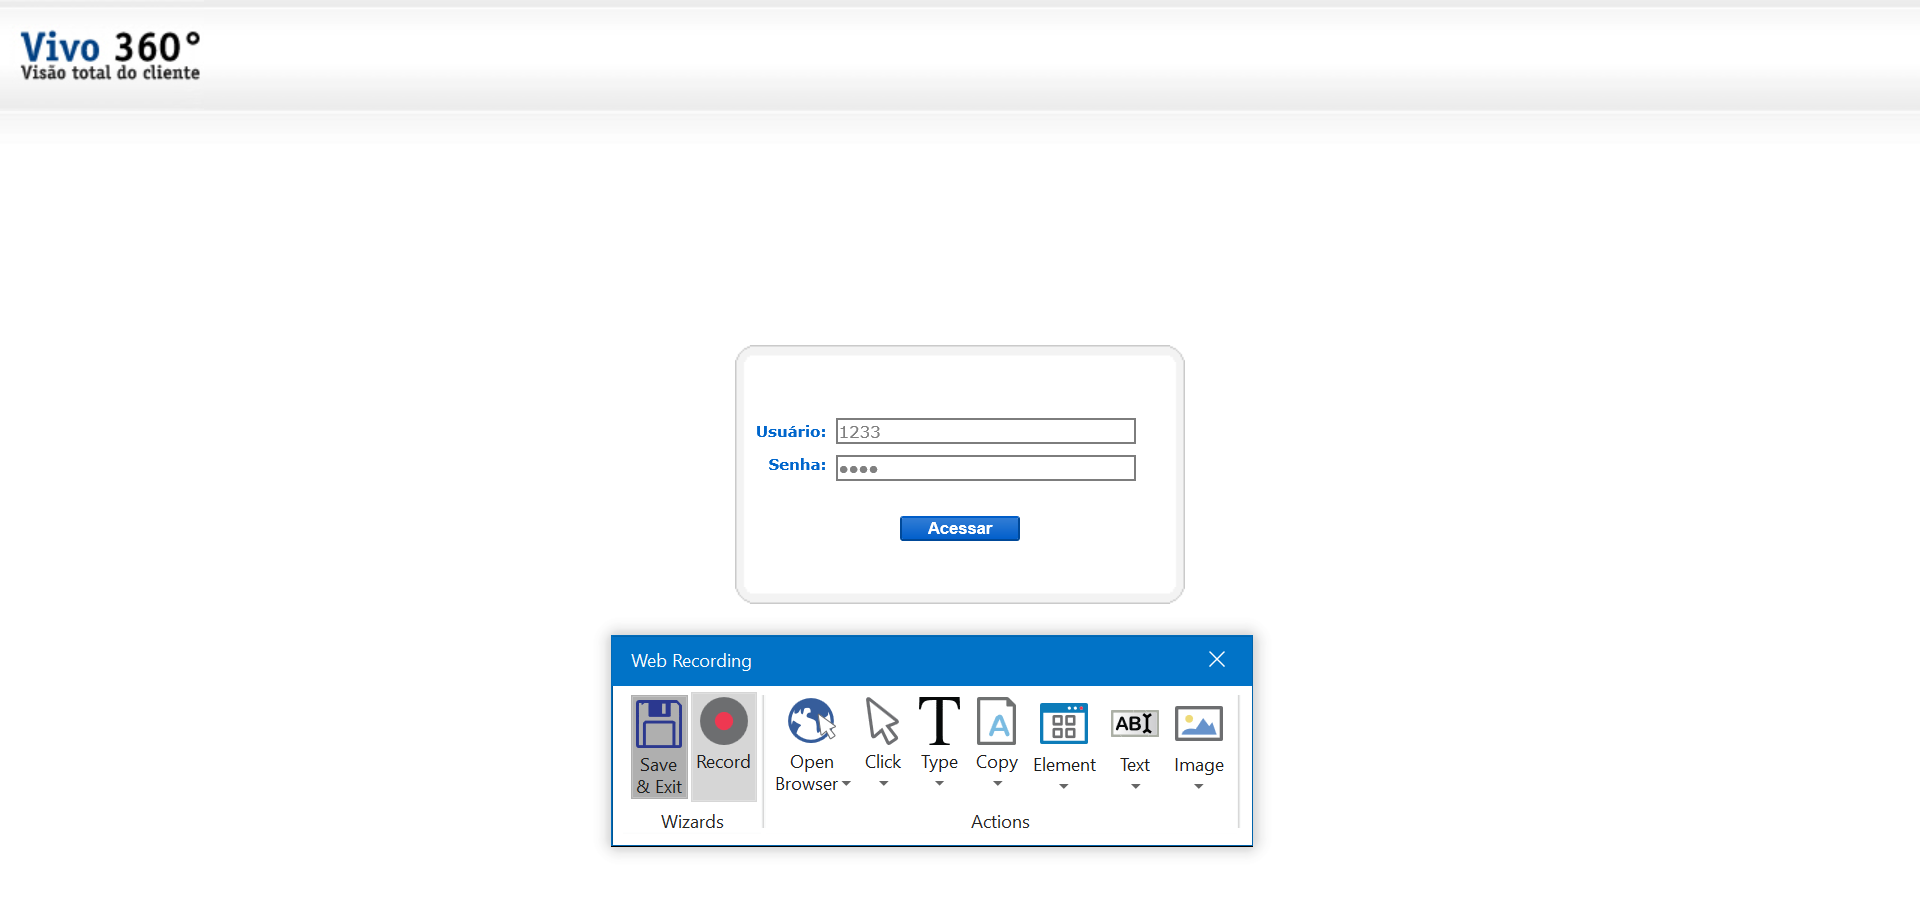 Vivo 360°
Visão total do cliente
Usuário: 1233
Senha: ••••
Acessar
Web Recording
Save & Exit
Record
Open Browser
Click
Type
Copy
Element
Text
Image
Wizards
Actions
A
ABI